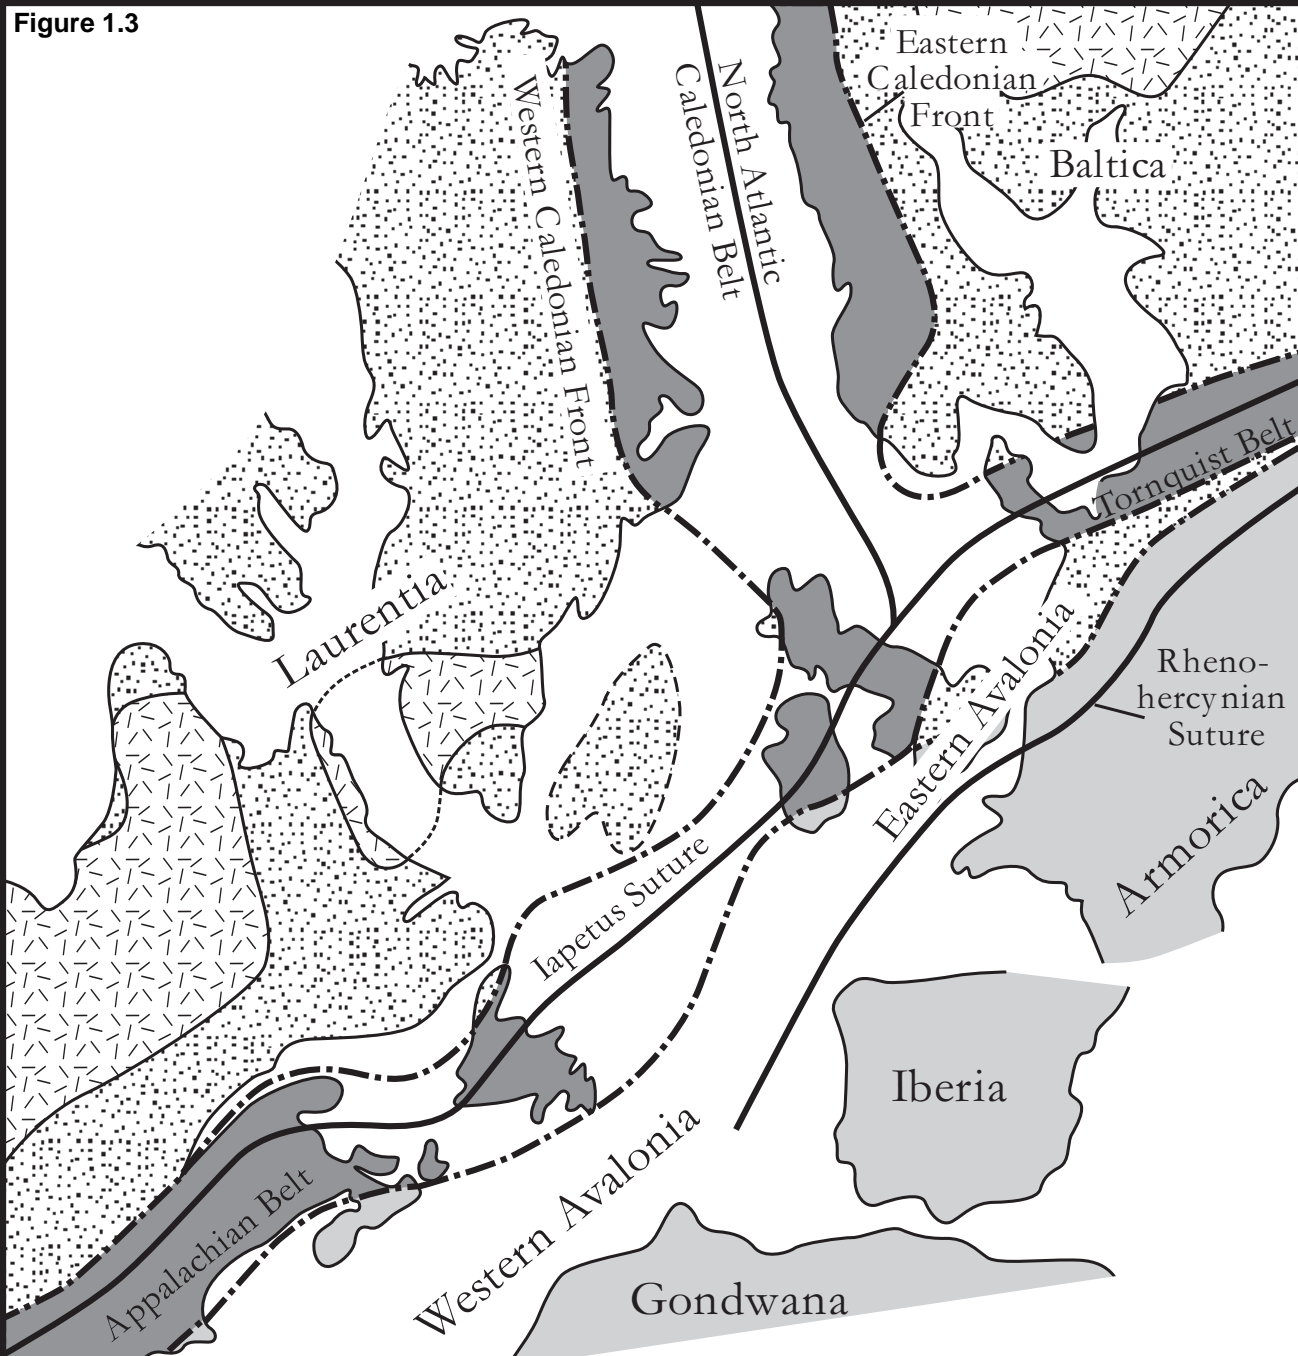 Figure 1.3
Eastern
Caledonian
Front
Western Caledonian Front
North Atlantic
Caledonian Belt
Baltica
Tornquist Belt
Laurentia
Eastern Avalonia
Rheno-
hercynian
Suture
Armorica
Iapetus Suture
Iberia
Appalachian Belt
Western Avalonia
Gondwana